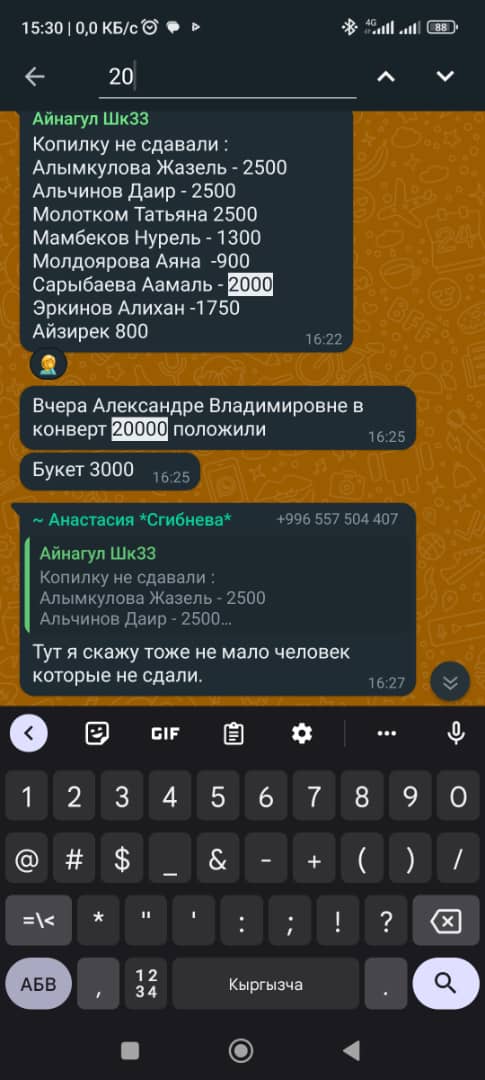 15:30 | 0,0 КБ/с
4G
88
20
Айнагул Шк33
Копилку не сдавали :
Алымкулова Жазель - 2500
Альчинов Даир - 2500
Молотком Татьяна 2500
Мамбеков Нурель - 1300
Молдоярова Аяна -900
Сарыбаева Аамаль - 2000
Эркинов Алихан -1750
Айзирек 800
16:22
Вчера Александре Владимировне в
конверт 20000 положили
16:25
Букет 3000
16:25
~ Анастасия *Сгибнева*
+996 557 504 407
Айнагул Шк33
Копилку не сдавали :
Алымкулова Жазель - 2500
Альчинов Даир - 2500...
Тут я скажу тоже не мало человек
которые не сдали.
16:27
GIF
1 2 3 4 5 6 7 8 9 0
@ # $ _ & - + ( ) /
=\< * " ' : ; ! ?
АБВ , 12 Кыргызча .
34